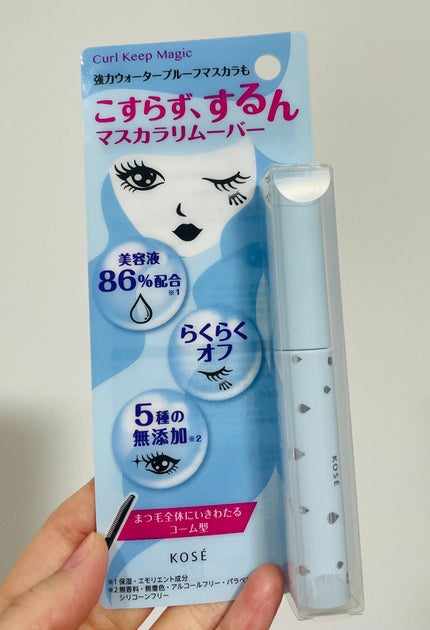 Curl Keep Magic
強力ウォータープルーフマスカラも
こすらず、するん
マスカラリムーバー
美容液
86%配合
※1
らくらく
オフ
5種の
無添加※2
まつ毛全体にいきわたる
コーム型
KOSÉ
KOSÉ
※1 保湿・エモリエント成分
※2 無香料・無着色・アルコールフリー・パラベ
シリコーンフリー